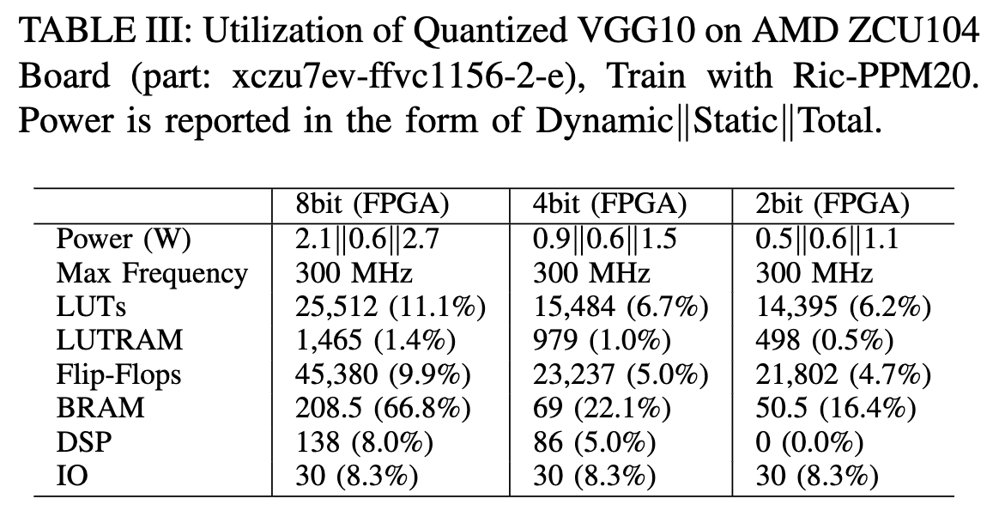 TABLE III: Utilization of Quantized VGG10 on AMD ZCU104
Board (part: xczu7ev-ffvc1156-2-e), Train with Ric-PPM20.
Power is reported in the form of Dynamic∥Static∥Total.
8bit (FPGA) 4bit (FPGA) 2bit (FPGA)
Power (W) 2.1∥0.6∥2.7 0.9∥0.6∥1.5 0.5∥0.6∥1.1
Max Frequency 300 MHz 300 MHz 300 MHz
LUTs 25,512 (11.1%) 15,484 (6.7%) 14,395 (6.2%)
LUTRAM 1,465 (1.4%) 979 (1.0%) 498 (0.5%)
Flip-Flops 45,380 (9.9%) 23,237 (5.0%) 21,802 (4.7%)
BRAM 208.5 (66.8%) 69 (22.1%) 50.5 (16.4%)
DSP 138 (8.0%) 86 (5.0%) 0 (0.0%)
IO 30 (8.3%) 30 (8.3%) 30 (8.3%)